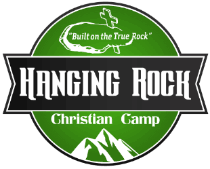 "Built on the True Rock"
HANGING ROCK
Christian Camp